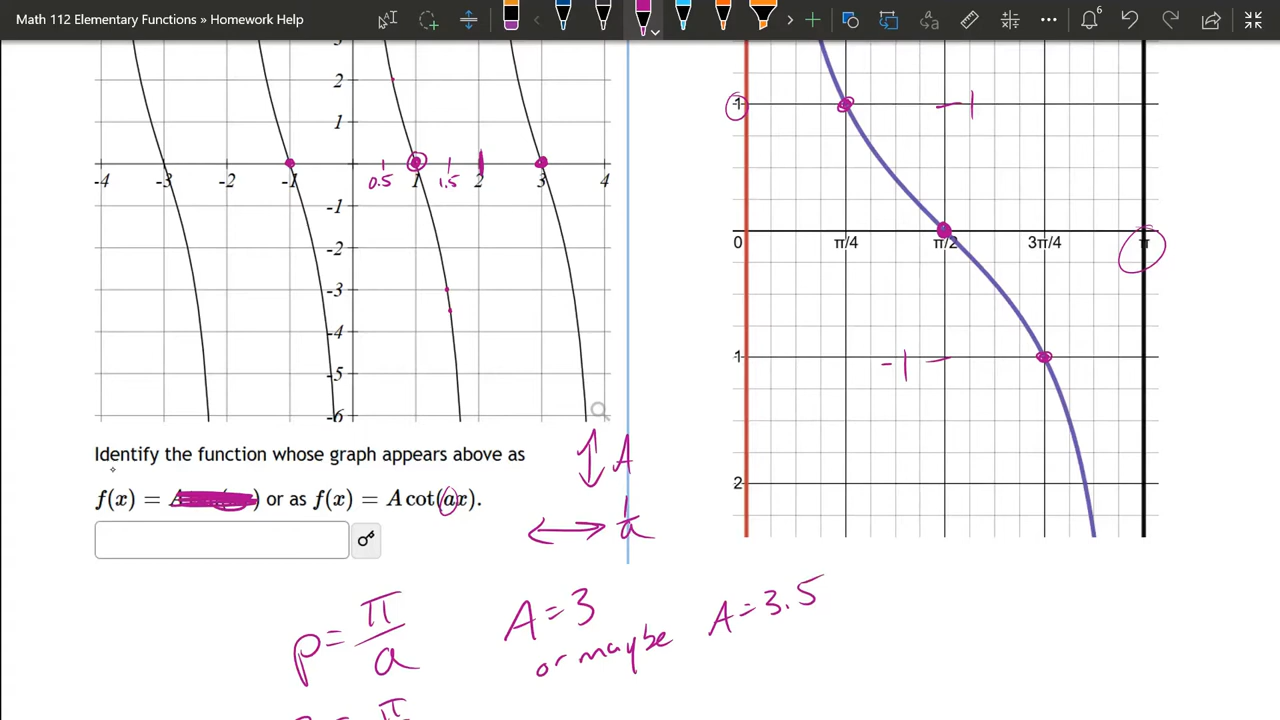 Math 112 Elementary Functions » Homework Help
6
3
2
1
-4 -3 -2 -1 1 2 3 4
0.5 1.5
-1
-2
-3
-4
-5
-6
1 -1
0 π/4 π/2 3π/4 π
1 -1
2
Identify the function whose graph appears above as
f(x) = or as f(x) = A cot(ax).
A
1/a
p = π/a
A = 3
or maybe
A = 3.5
π